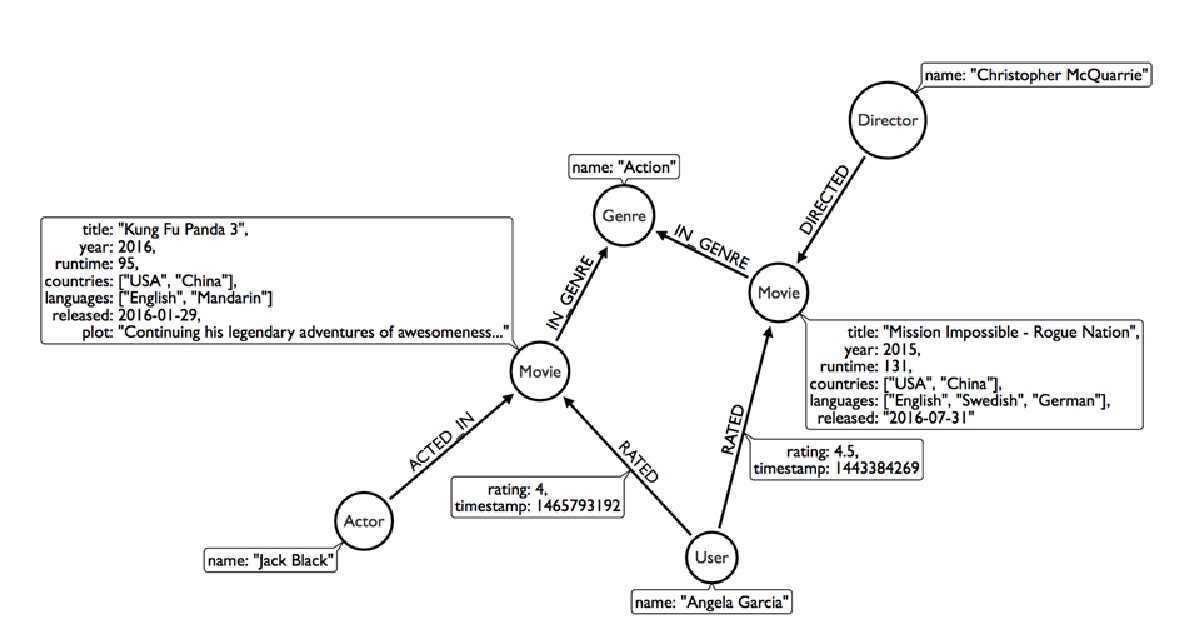 name: "Christopher McQuarrie"
Director
DIRECTED
name: "Action"
Genre
IN_GENRE
IN_GENRE
Movie
title: "Kung Fu Panda 3",
year: 2016,
runtime: 95,
countries: ["USA", "China"],
languages: ["English", "Mandarin"]
released: 2016-01-29,
plot: "Continuing his legendary adventures of awesomeness..."
Movie
title: "Mission Impossible - Rogue Nation",
year: 2015,
runtime: 131,
countries: ["USA", "China"],
languages: ["English", "Swedish", "German"],
released: "2016-07-31"
ACTED_IN
RATED
RATED
rating: 4.5,
timestamp: 1443384269
rating: 4,
timestamp: 1465793192
Actor
name: "Jack Black"
User
name: "Angela Garcia"